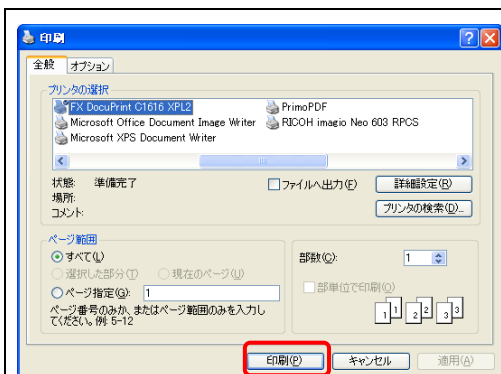 印刷
全般 オプション
プリンタの選択
FX DocuPrint C1616 XPL2 PrimoPDF
Microsoft Office Document Image Writer RICOH imagio Neo 603 RPCS
Microsoft XPS Document Writer
状態: 準備完了 ファイルへ出力(F) 詳細設定(R)
場所:
コメント: プリンタの検索(D)...
ページ範囲
すべて(L) 部数(C): 1
選択した部分(T) 現在のページ(U)
ページ指定(G): 1 部単位で印刷(O)
ページ番号のみか、またはページ範囲のみを入力し
てください。例: 5-12
1 1 2 2 3 3
印刷(P) キャンセル 適用(A)